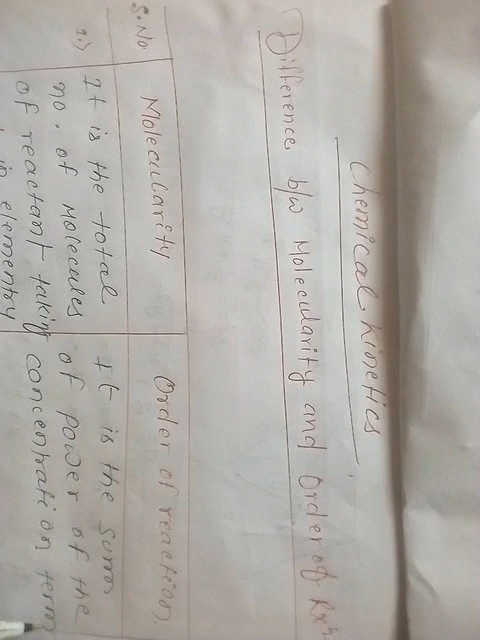 Chemical kinetics
Difference b/w Molecularity and Order of Rxn.
S.No Molecularity Order of reaction
1.) It is the total It is the sum
no. of Molecules of power of the
of reactant taking concentration term
in elementry